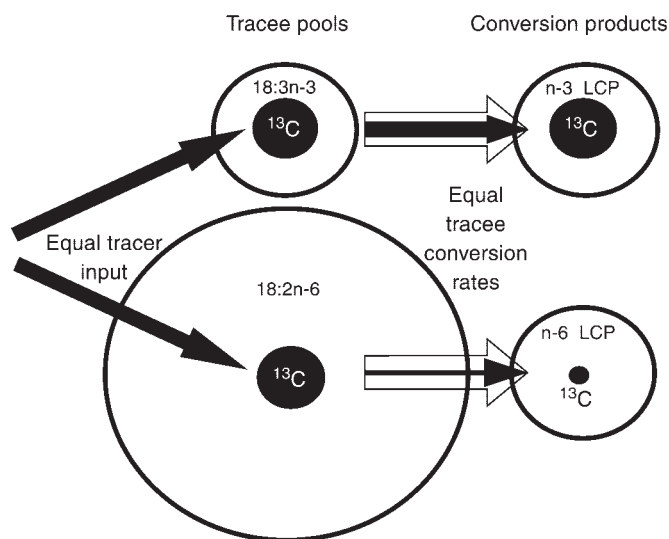 Tracee pools
Conversion products
18:3n-3
¹³C
n-3 LCP
¹³C
Equal tracer
input
Equal
tracee
conversion
rates
18:2n-6
¹³C
n-6 LCP
¹³C